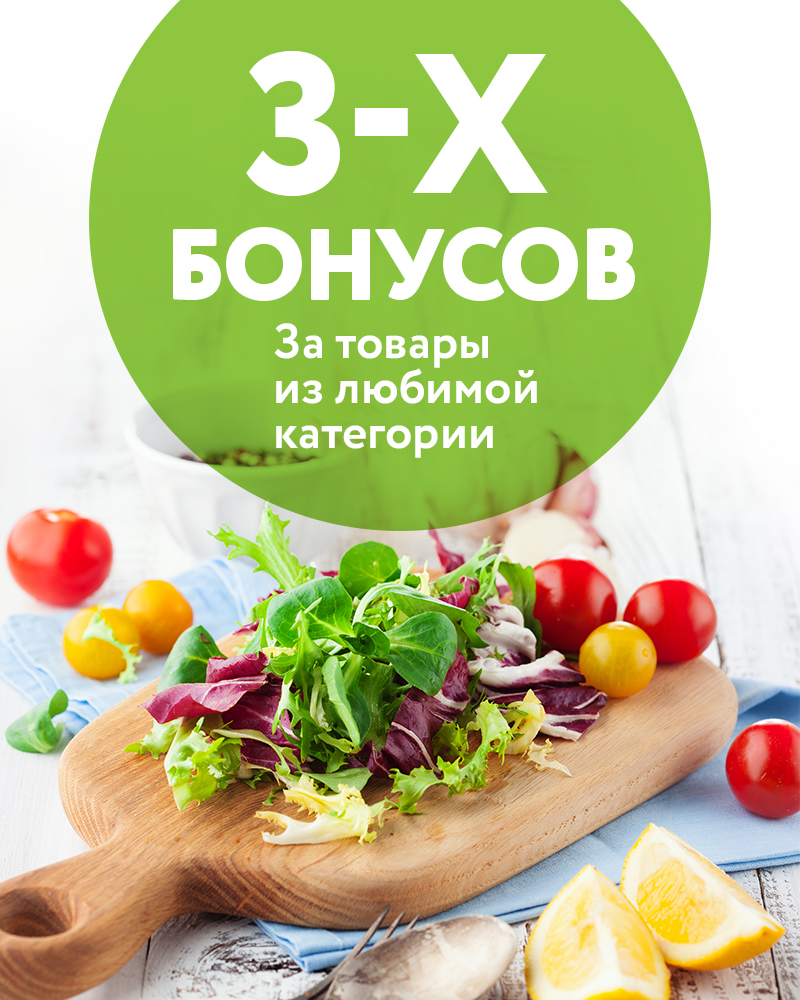 3-Х
БОНУСОВ
За товары
из любимой
категории